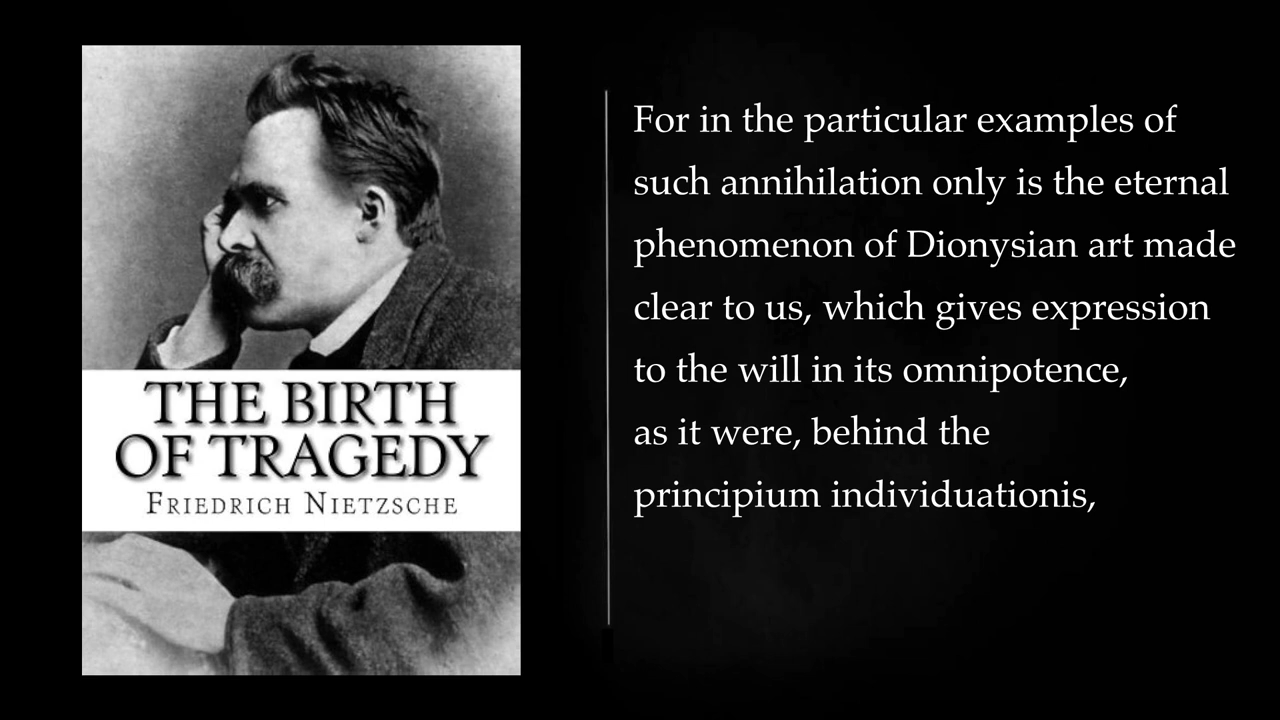 THE BIRTH
OF TRAGEDY
FRIEDRICH NIETZSCHE
For in the particular examples of
such annihilation only is the eternal
phenomenon of Dionysian art made
clear to us, which gives expression
to the will in its omnipotence,
as it were, behind the
principium individuationis,